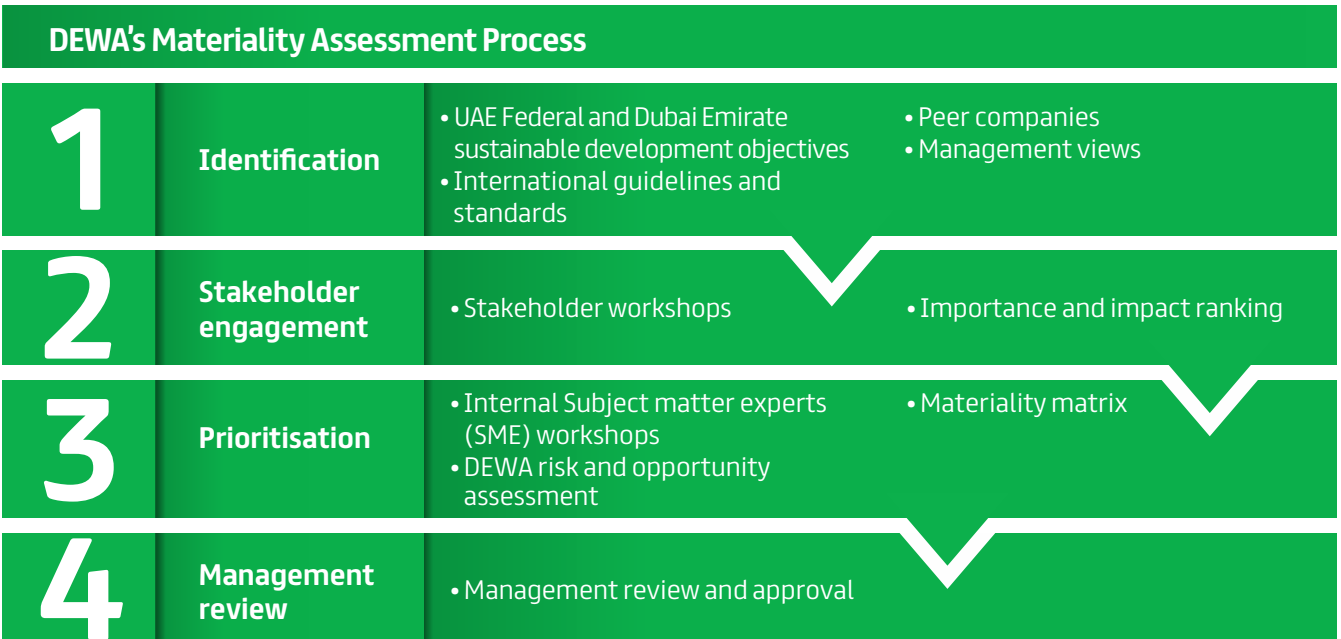 DEWA's Materiality Assessment Process
1
Identification
• UAE Federal and Dubai Emirate
sustainable development objectives
• International guidelines and
standards
• Peer companies
• Management views
2
Stakeholder
engagement
• Stakeholder workshops
• Importance and impact ranking
3
Prioritisation
• Internal Subject matter experts
(SME) workshops
• DEWA risk and opportunity
assessment
• Materiality matrix
4
Management
review
• Management review and approval